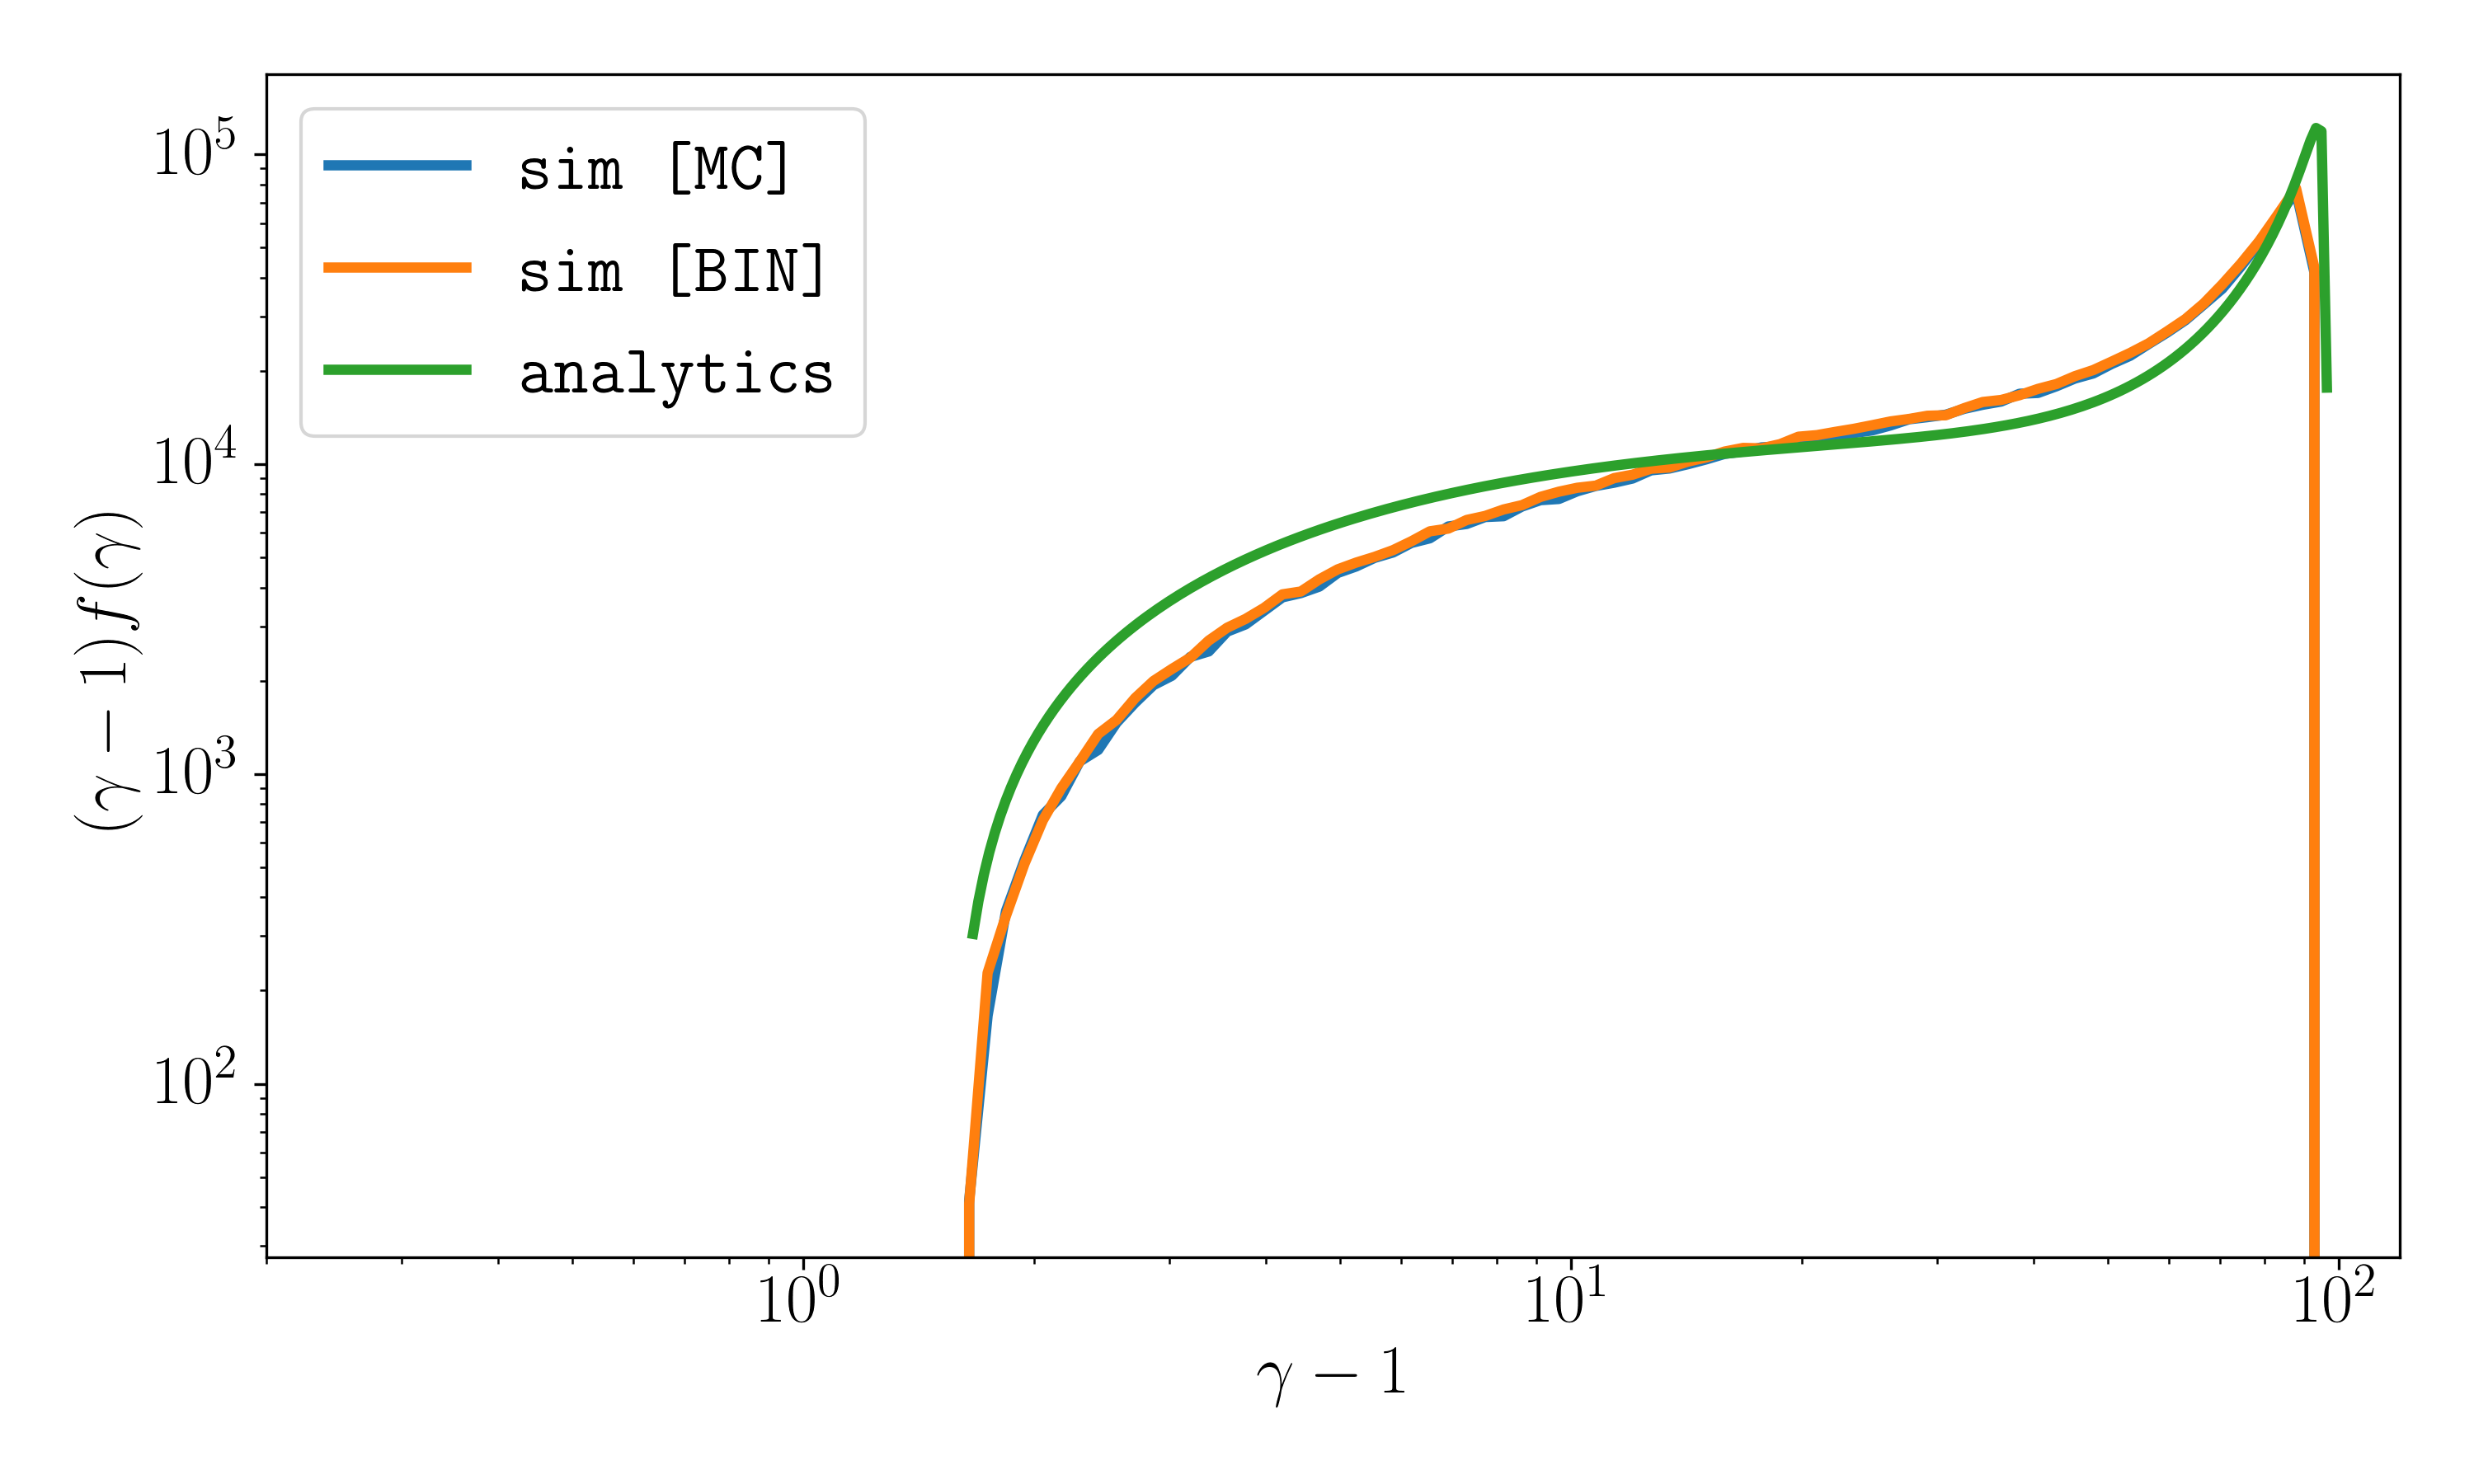 sim [MC]
sim [BIN]
analytics
10^5
10^4
10^3
10^2
(γ − 1)f(γ)
10^0 10^1 10^2
γ − 1